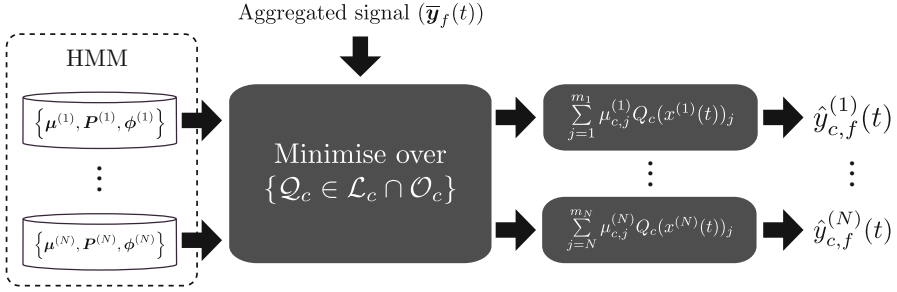 Aggregated signal (𝒚̅_f(t))
HMM
{𝝁^(1), 𝑷^(1), 𝝓^(1)}
⋮
{𝝁^(N), 𝑷^(N), 𝝓^(N)}
Minimise over
{𝒬_c ∈ ℒ_c ∩ 𝒪_c}
∑_{j=1}^{m_1} μ_{c,j}^{(1)} Q_c(x^{(1)}(t))_j
⋮
∑_{j=N}^{m_N} μ_{c,j}^{(N)} Q_c(x^{(N)}(t))_j
ŷ_{c,f}^{(1)}(t)
⋮
ŷ_{c,f}^{(N)}(t)